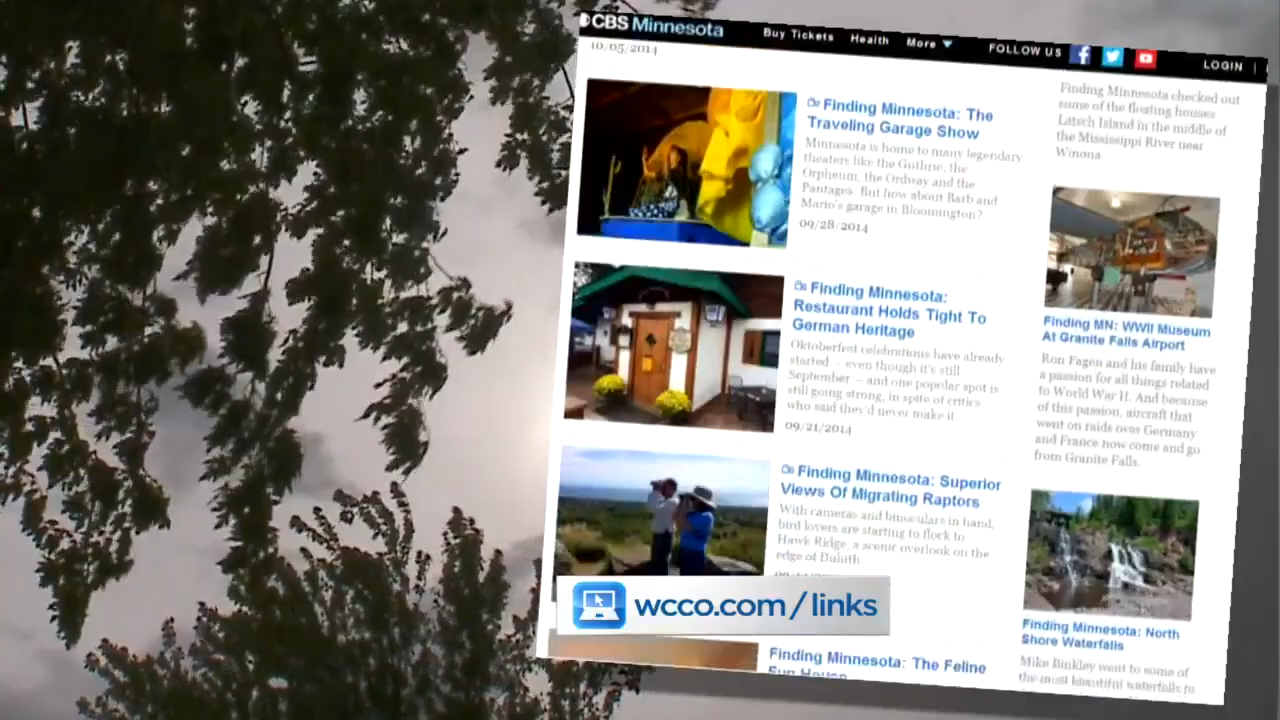 CBS Minnesota
Buy Tickets Health More FOLLOW US LOGIN
10/05/2014
Finding Minnesota: The
Traveling Garage Show
Minnesota is home to many legendary
theaters like the Guthrie, the
Orpheum, the Ordway and the
Pantages. But how about Barb and
Mario's garage in Bloomington?
09/28/2014
Finding Minnesota:
Restaurant Holds Tight To
German Heritage
Oktoberfest celebrations have already
started — even though it's still
September — and one popular spot is
still going strong, in spite of critics
who said they'd never make it
09/21/2014
Finding Minnesota: Superior
Views Of Migrating Raptors
With cameras and binoculars in hand,
bird lovers are starting to flock to
Hawk Ridge, a scenic overlook on the
edge of Duluth.
wcco.com/links
Finding Minnesota: The Feline
Fun House
Finding Minnesota checked out
some of the floating houses
Latsch Island in the middle of
the Mississippi River near
Winona.
Finding MN: WWII Museum
At Granite Falls Airport
Ron Fagen and his family have
a passion for all things related
to World War II. And because
of this passion, aircraft that
went on raids over Germany
and France now come and go
from Granite Falls.
Finding Minnesota: North
Shore Waterfalls
Mike Binkley went to some of
the most beautiful waterfalls to